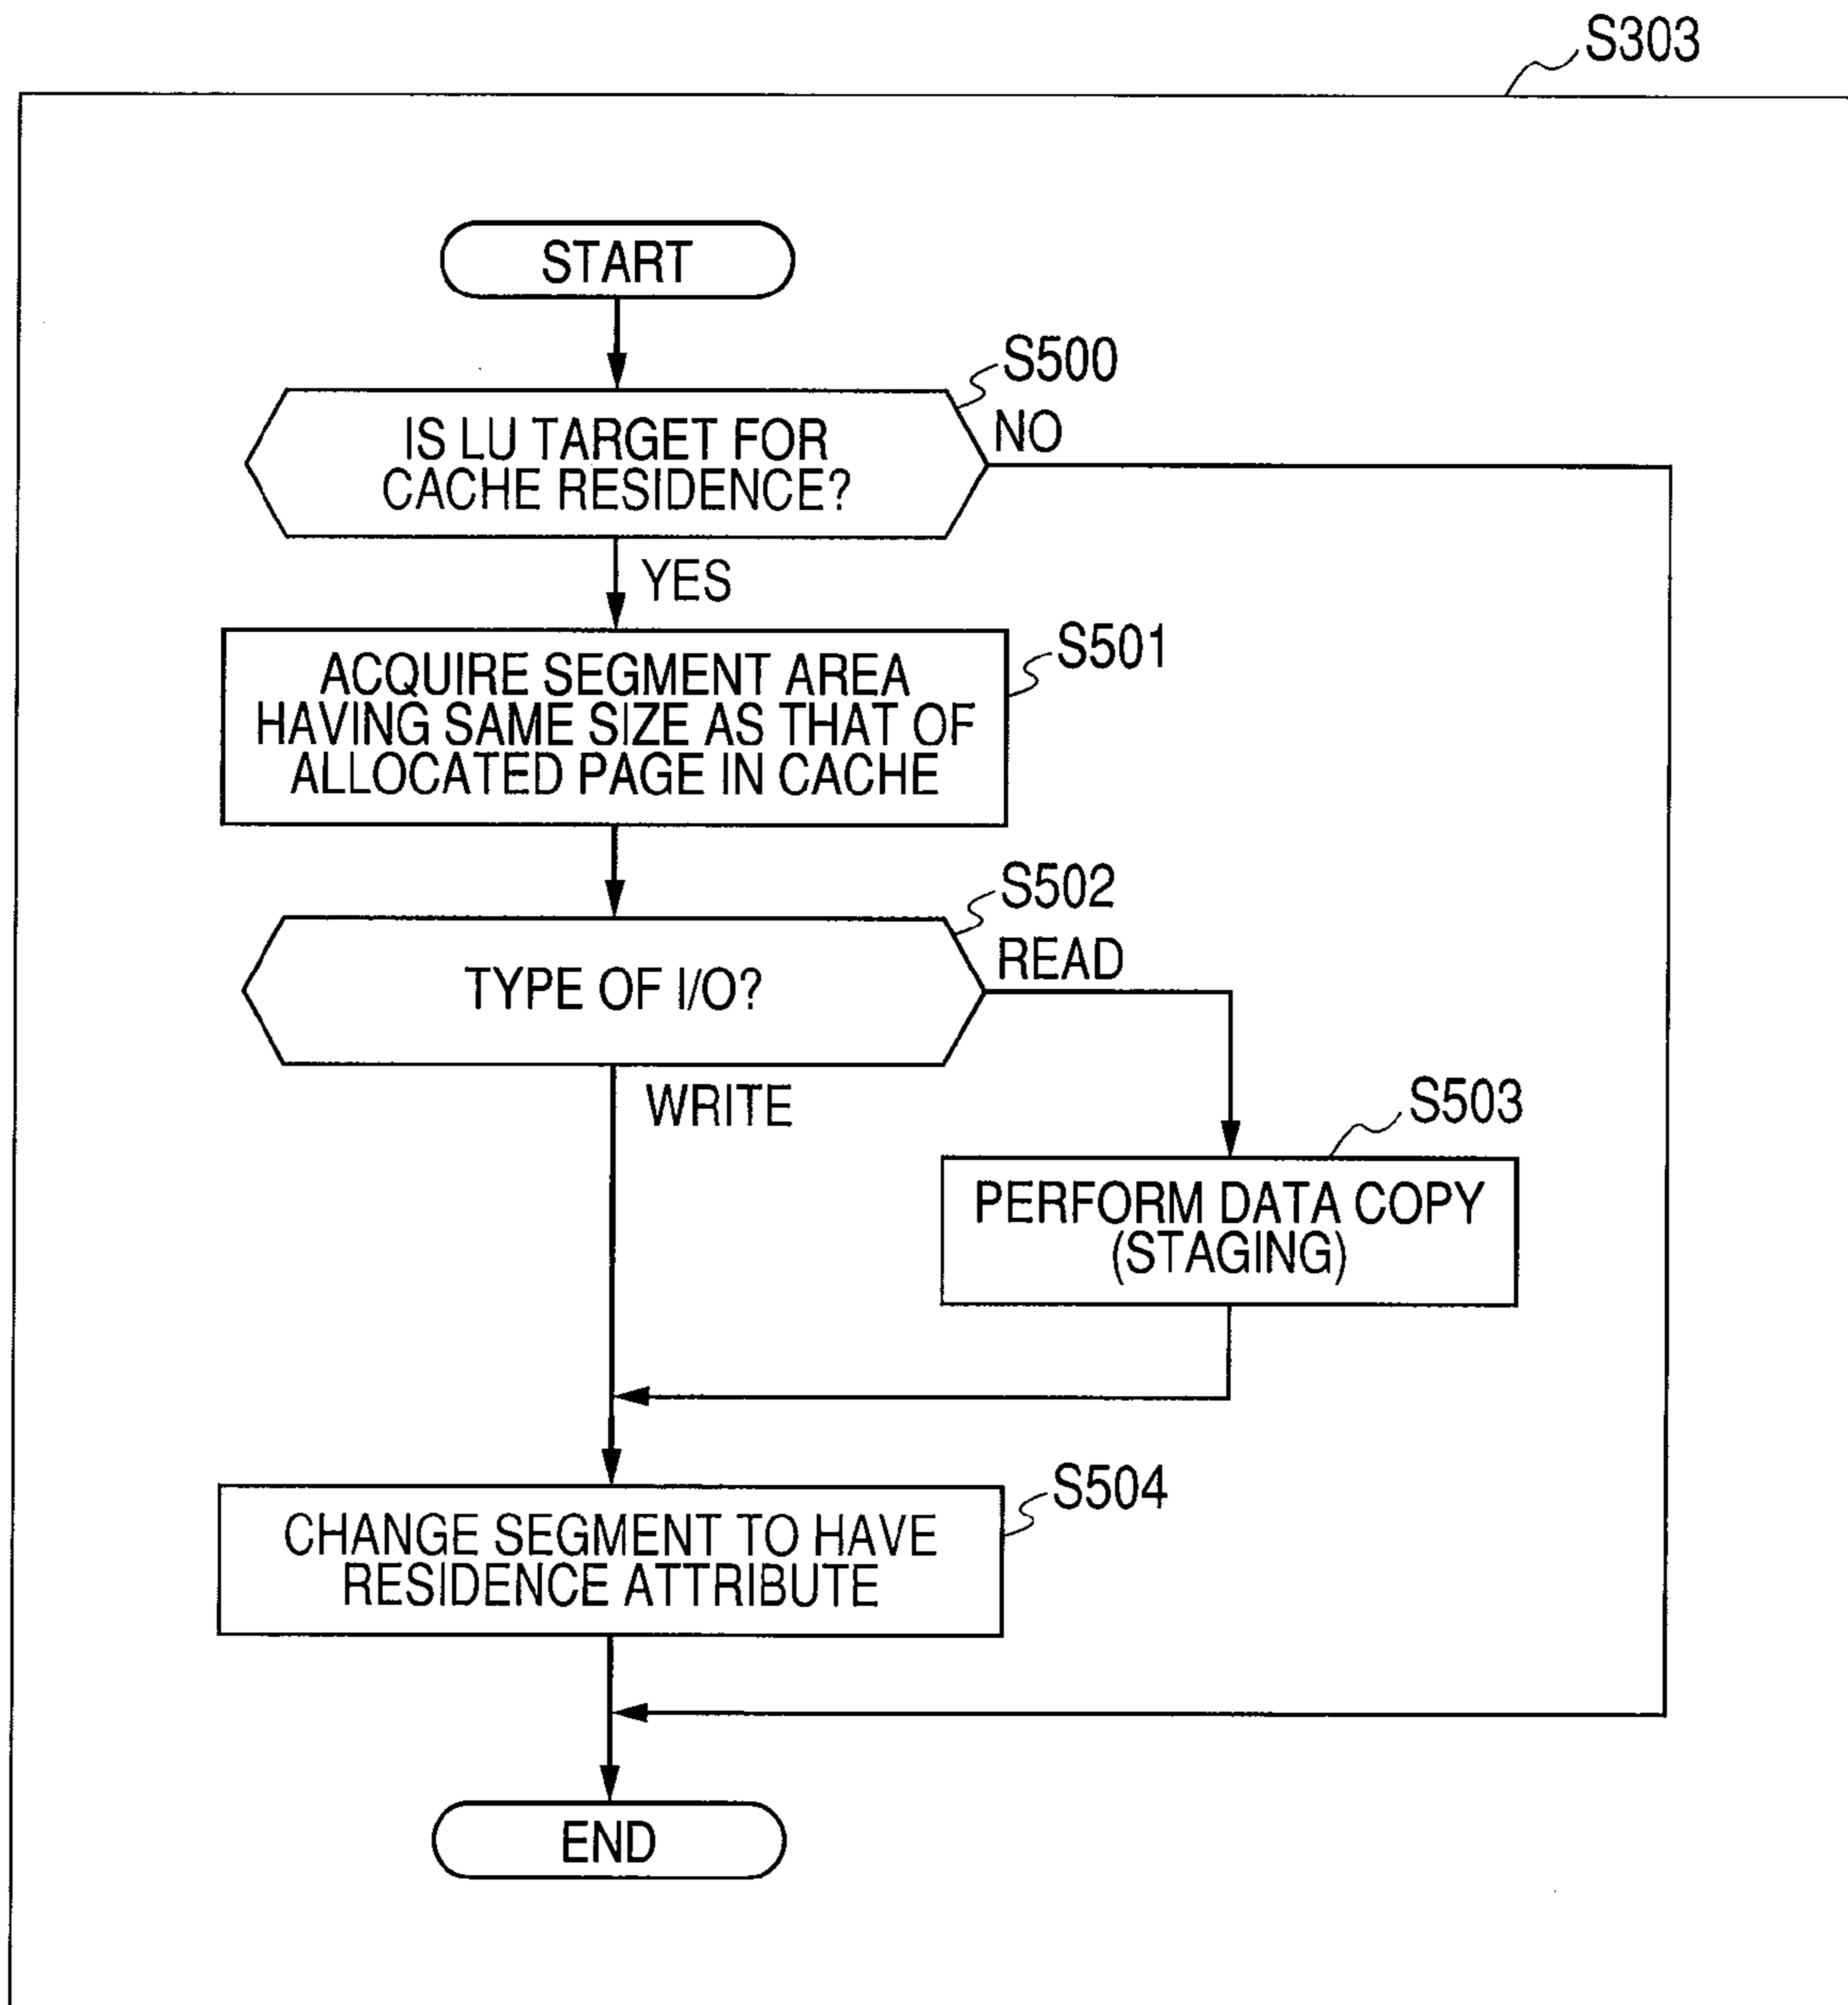 S303
START
S500
IS LU TARGET FOR
CACHE RESIDENCE?
NO
YES
S501
ACQUIRE SEGMENT AREA
HAVING SAME SIZE AS THAT OF
ALLOCATED PAGE IN CACHE
S502
TYPE OF I/O?
READ
WRITE
S503
PERFORM DATA COPY
(STAGING)
S504
CHANGE SEGMENT TO HAVE
RESIDENCE ATTRIBUTE
END